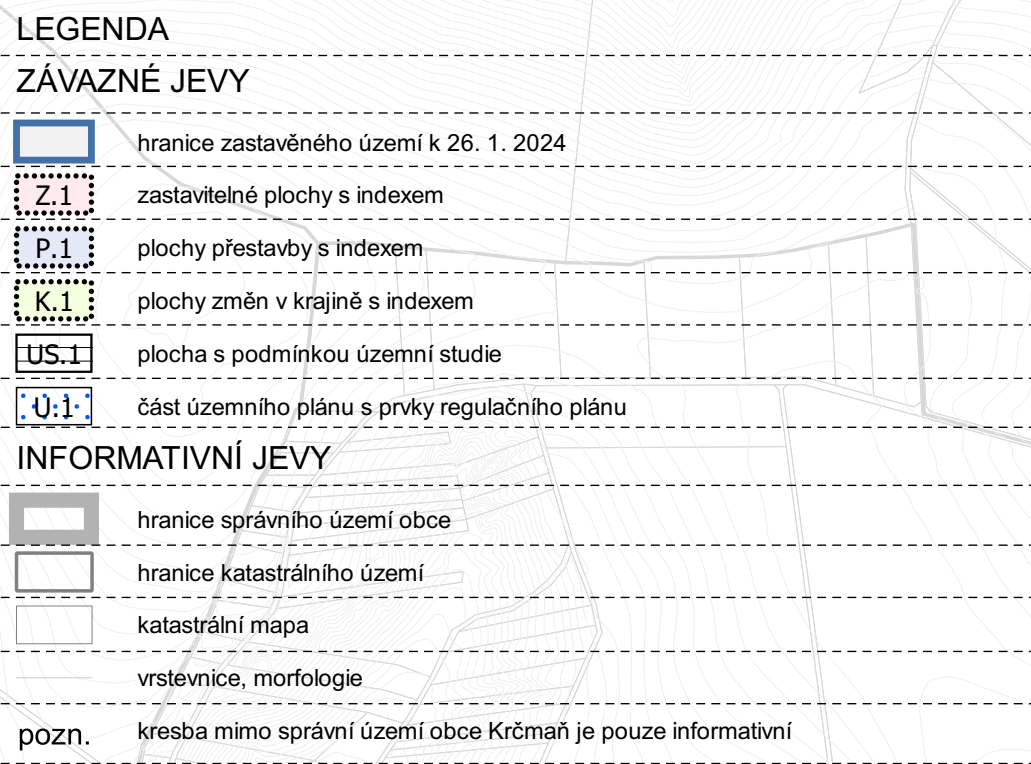 LEGENDA
ZÁVAZNÉ JEVY
hranice zastavěného území k 26. 1. 2024
Z.1 zastavitelné plochy s indexem
P.1 plochy přestavby s indexem
K.1 plochy změn v krajině s indexem
US.1 plocha s podmínkou územní studie
U.1 část územního plánu s prvky regulačního plánu
INFORMATIVNÍ JEVY
hranice správního území obce
hranice katastrálního území
katastrální mapa
vrstevnice, morfologie
pozn. kresba mimo správní území obce Krčmaň je pouze informativní